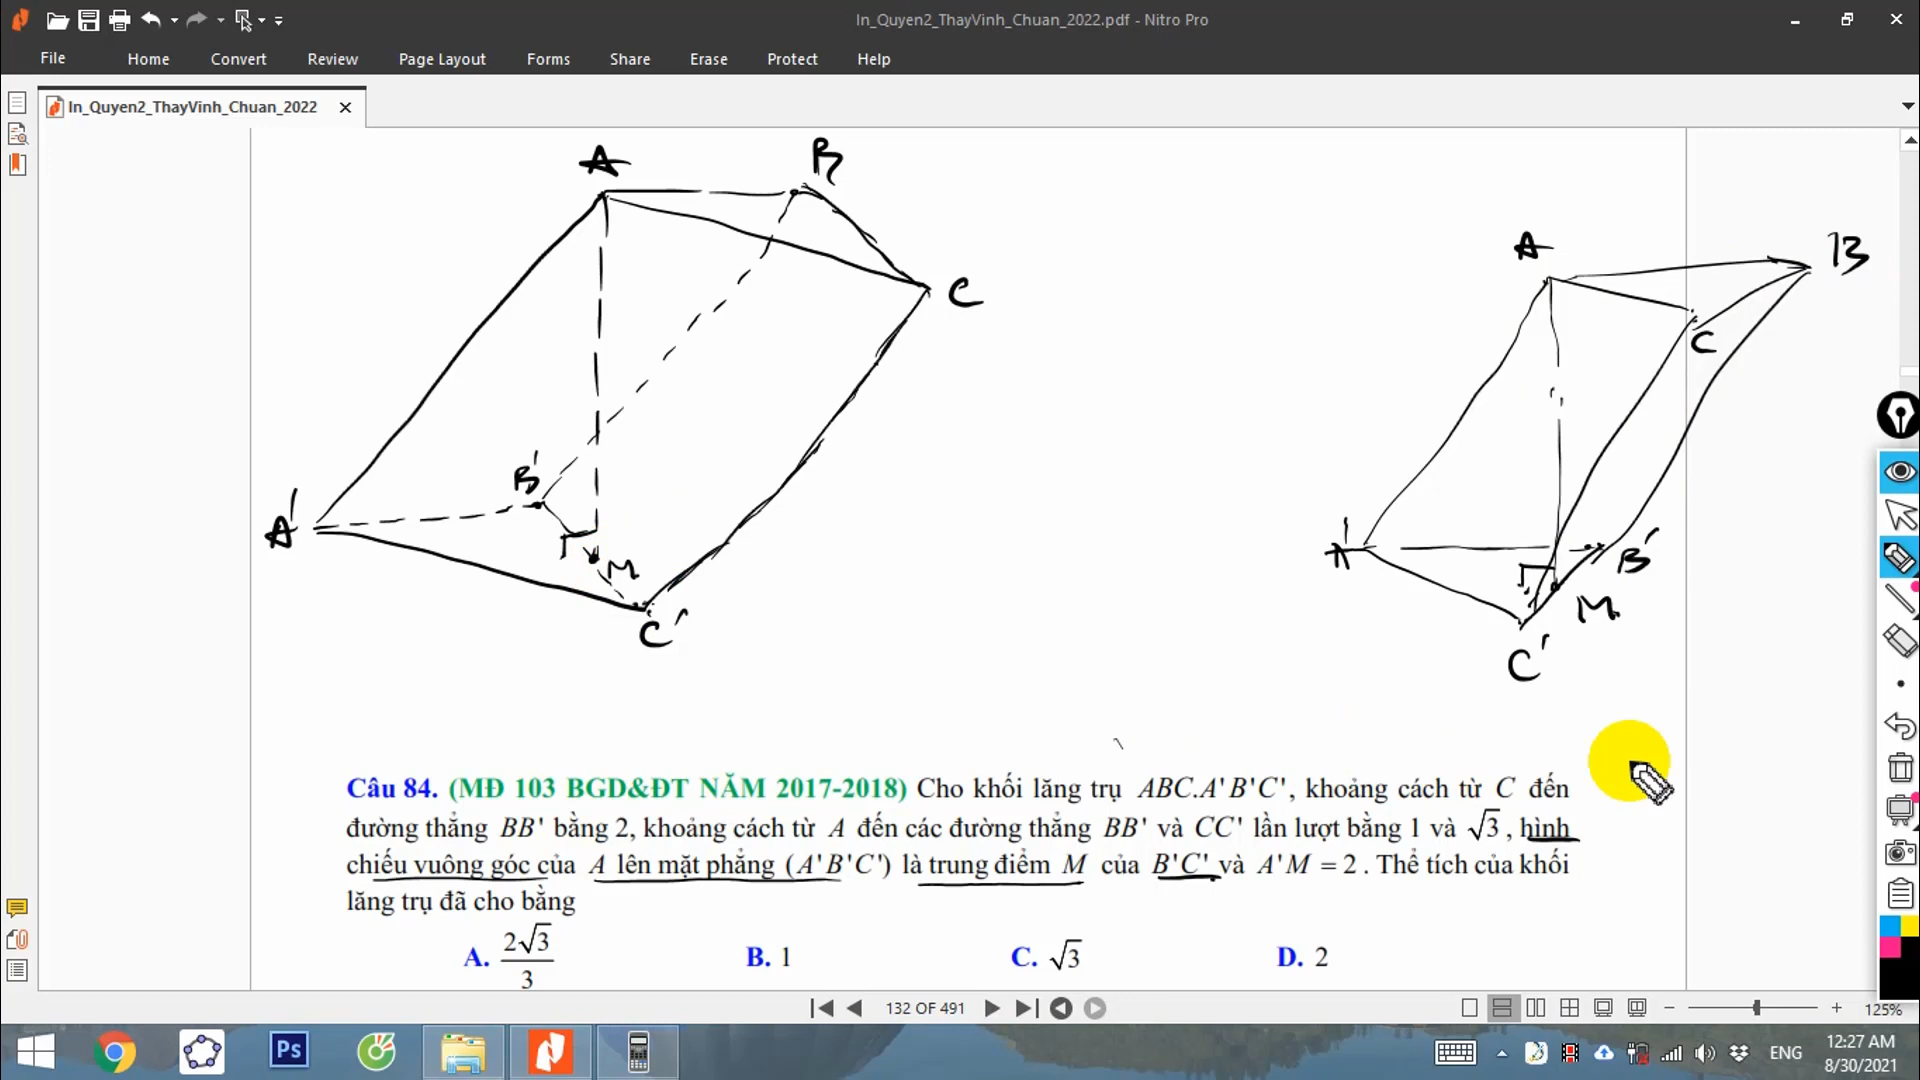 In_Quyen2_ThayVinh_Chuan_2022.pdf - Nitro Pro
File Home Convert Review Page Layout Forms Share Erase Protect Help
In_Quyen2_ThayVinh_Chuan_2022
A B
C
A' B'
M
C'
A B
C
A' B'
M
C'
Câu 84. (MĐ 103 BGD&ĐT NĂM 2017-2018) Cho khối lăng trụ ABC.A'B'C', khoảng cách từ C đến
đường thẳng BB' bằng 2, khoảng cách từ A đến các đường thẳng BB' và CC' lần lượt bằng 1 và √3, hình
chiếu vuông góc của A lên mặt phẳng (A'B'C') là trung điểm M của B'C' và A'M = 2. Thể tích của khối
lăng trụ đã cho bằng
A. 2√3/3 B. 1 C. √3 D. 2
132 OF 491
125%
Ps
ENG
12:27 AM
8/30/2021